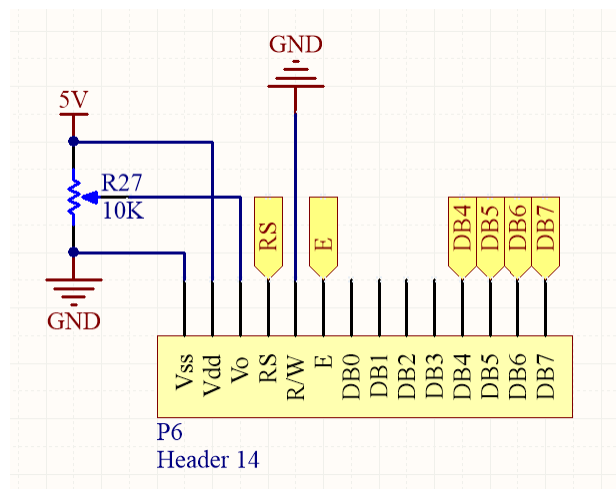 GND
5V
R27
10K
RS
E
DB4
DB5
DB6
DB7
GND
Vss
Vdd
Vo
RS
R/W
E
DB0
DB1
DB2
DB3
DB4
DB5
DB6
DB7
P6
Header 14